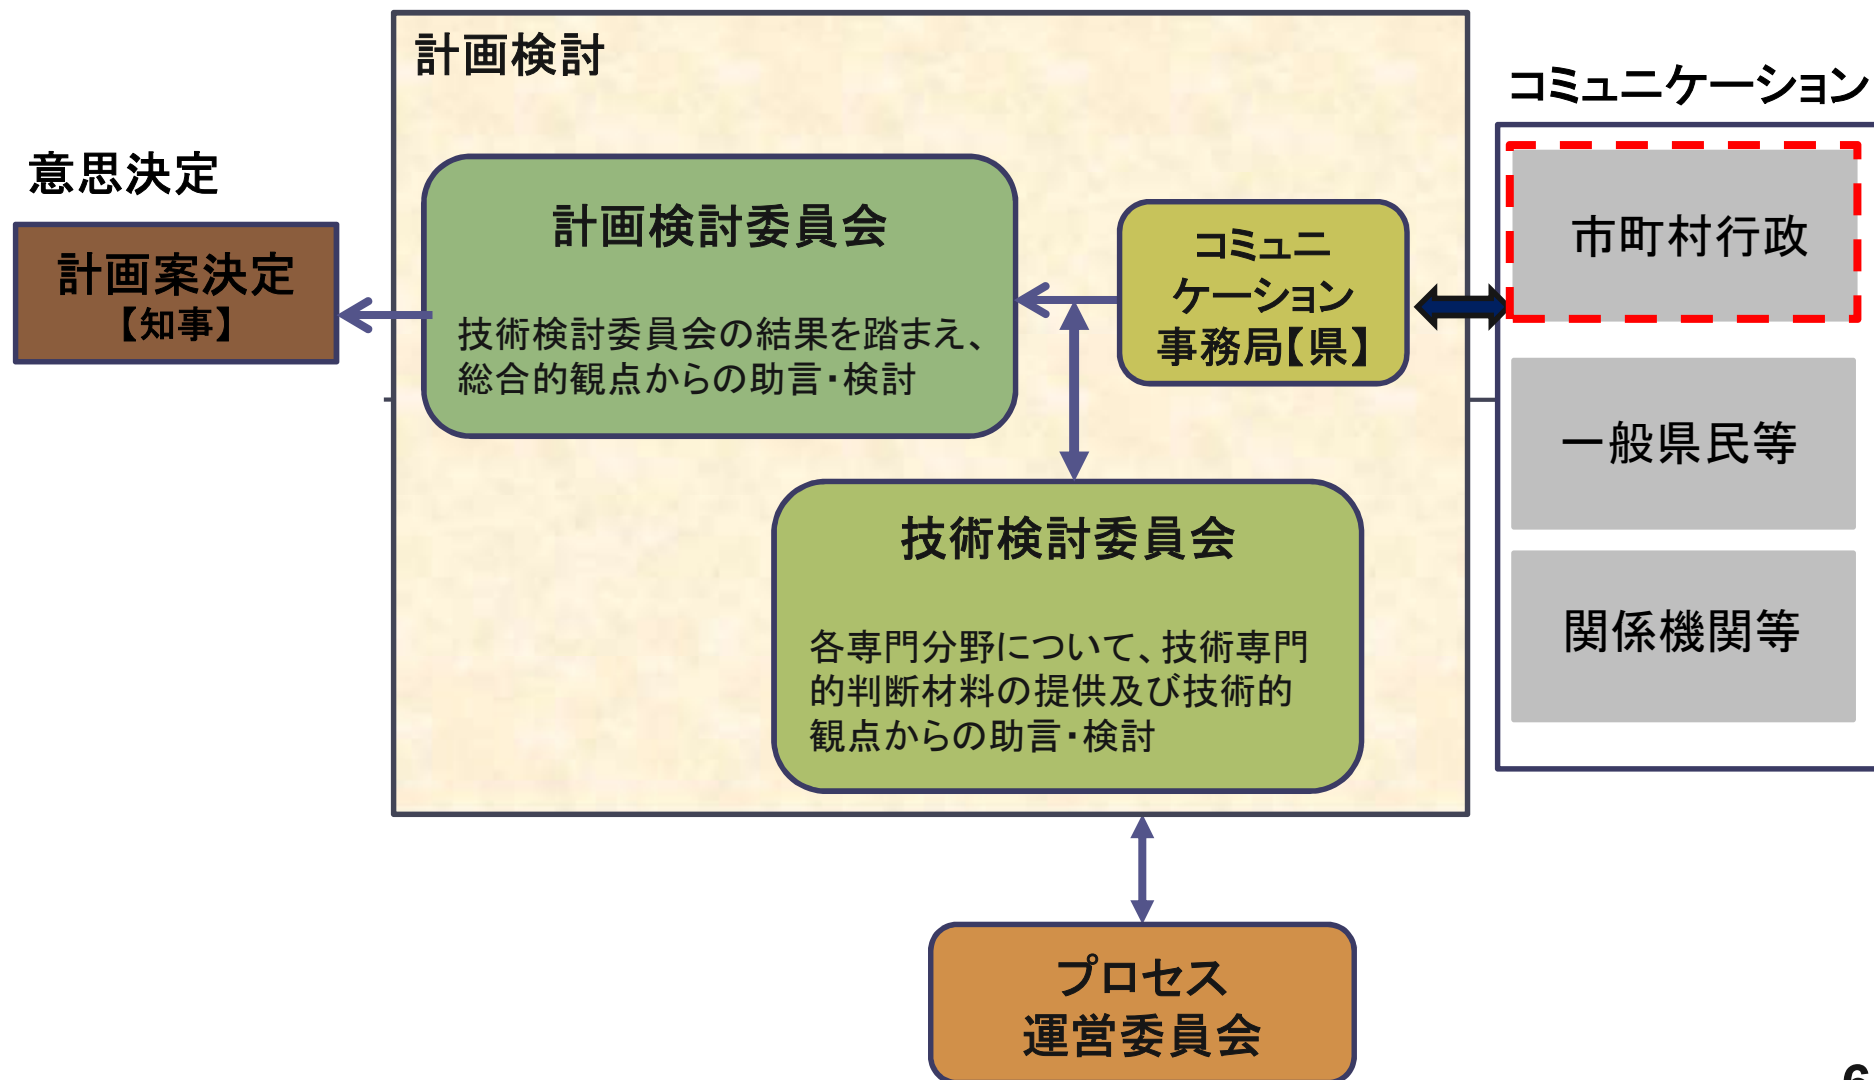 計画検討
コミュニケーション
意思決定
計画案決定
【知事】
計画検討委員会
技術検討委員会の結果を踏まえ、
総合的観点からの助言・検討
コミュニ
ケーション
事務局【県】
市町村行政
一般県民等
関係機関等
技術検討委員会
各専門分野について、技術専門
的判断材料の提供及び技術的
観点からの助言・検討
プロセス
運営委員会
6